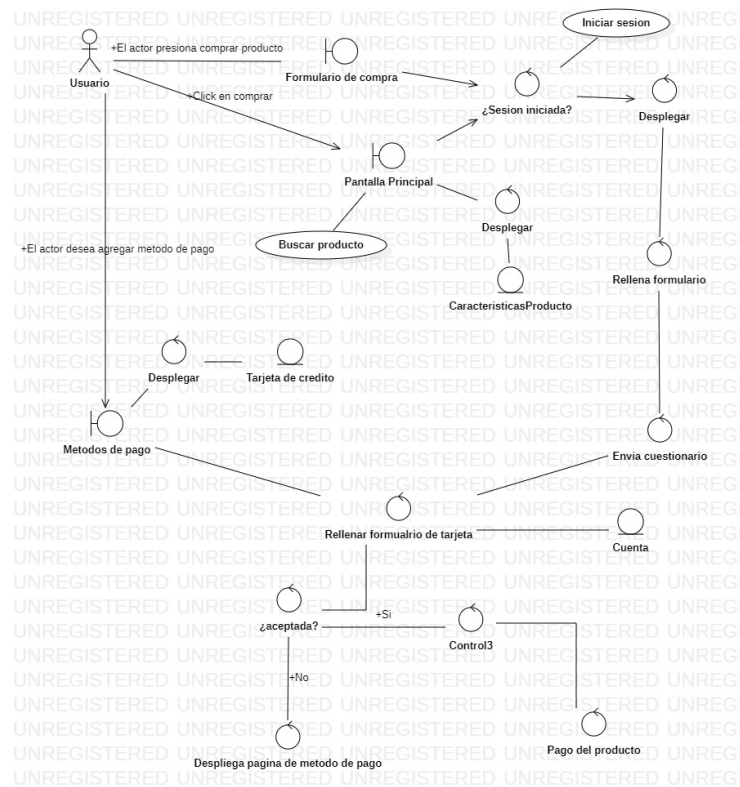 Iniciar sesion
+El actor presiona comprar producto
Usuario
Formulario de compra
+Click en comprar
¿Sesion iniciada?
Desplegar
Pantalla Principal
Desplegar
Buscar producto
+El actor desea agregar metodo de pago
Rellena formulario
CaracteristicasProducto
Desplegar
Tarjeta de credito
Metodos de pago
Envia cuestionario
Rellenar formualrio de tarjeta
Cuenta
¿aceptada?
+Si
Control3
+No
Pago del producto
Despliega pagina de metodo de pago
UNREGISTERED